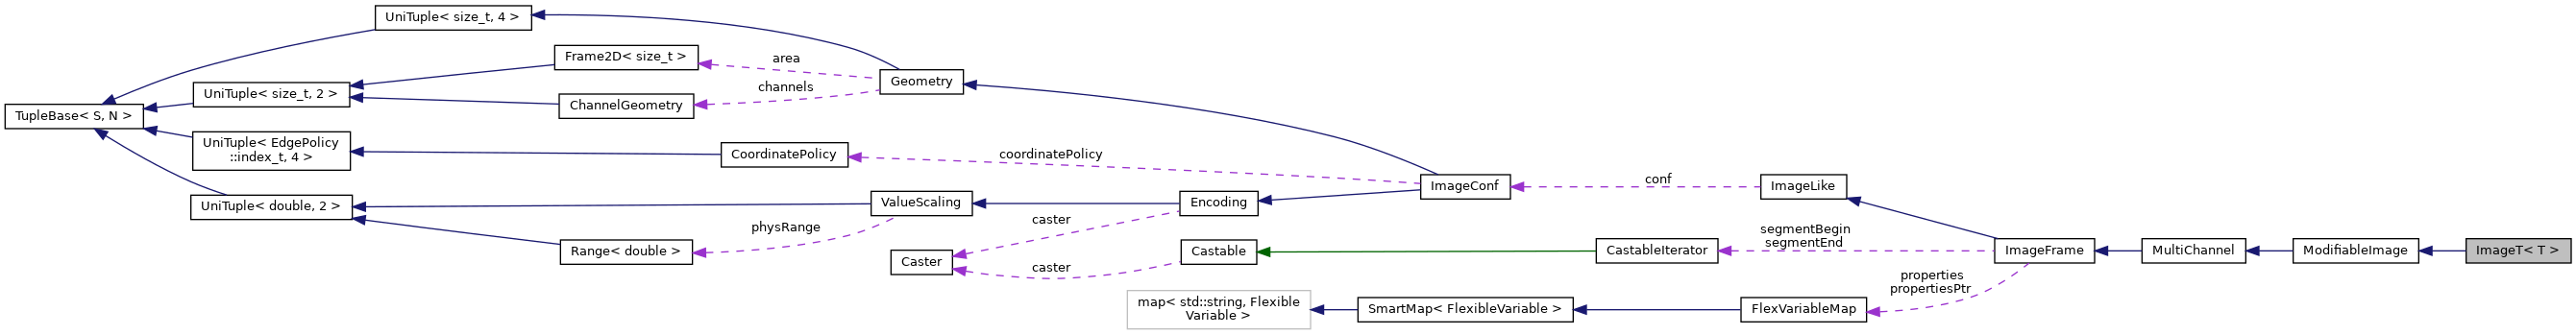 UniTuple< size_t, 4 >
Frame2D< size_t >
area
Geometry
UniTuple< size_t, 2 >
channels
ChannelGeometry
TupleBase< S, N >
UniTuple< EdgePolicy
::index_t, 4 >
CoordinatePolicy
coordinatePolicy
ImageConf
conf
ImageLike
UniTuple< double, 2 >
ValueScaling
Encoding
physRange
caster
Range< double >
Caster
caster
Castable
CastableIterator
segmentBegin
segmentEnd
ImageFrame
MultiChannel
ModifiableImage
ImageT< T >
properties
propertiesPtr
map< std::string, Flexible
Variable >
SmartMap< FlexibleVariable >
FlexVariableMap